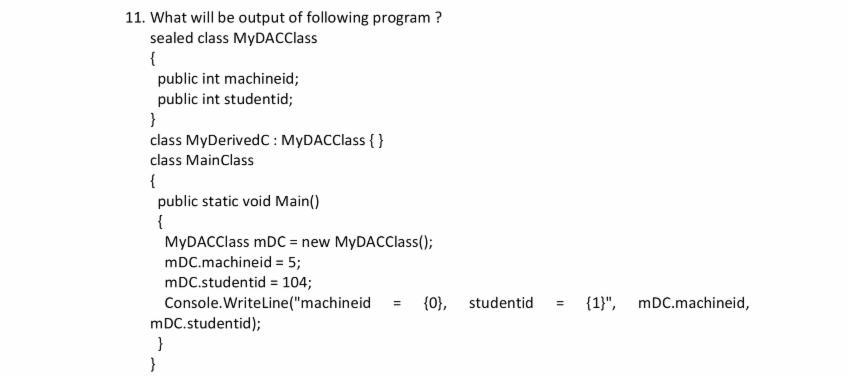 11. What will be output of following program ?
sealed class MyDACClass
{
public int machineid;
public int studentid;
}
class MyDerivedC : MyDACClass { }
class MainClass
{
public static void Main()
{
MyDACClass mDC = new MyDACClass();
mDC.machineid = 5;
mDC.studentid = 104;
Console.WriteLine("machineid = {0}, studentid = {1}", mDC.machineid,
mDC.studentid);
}
}